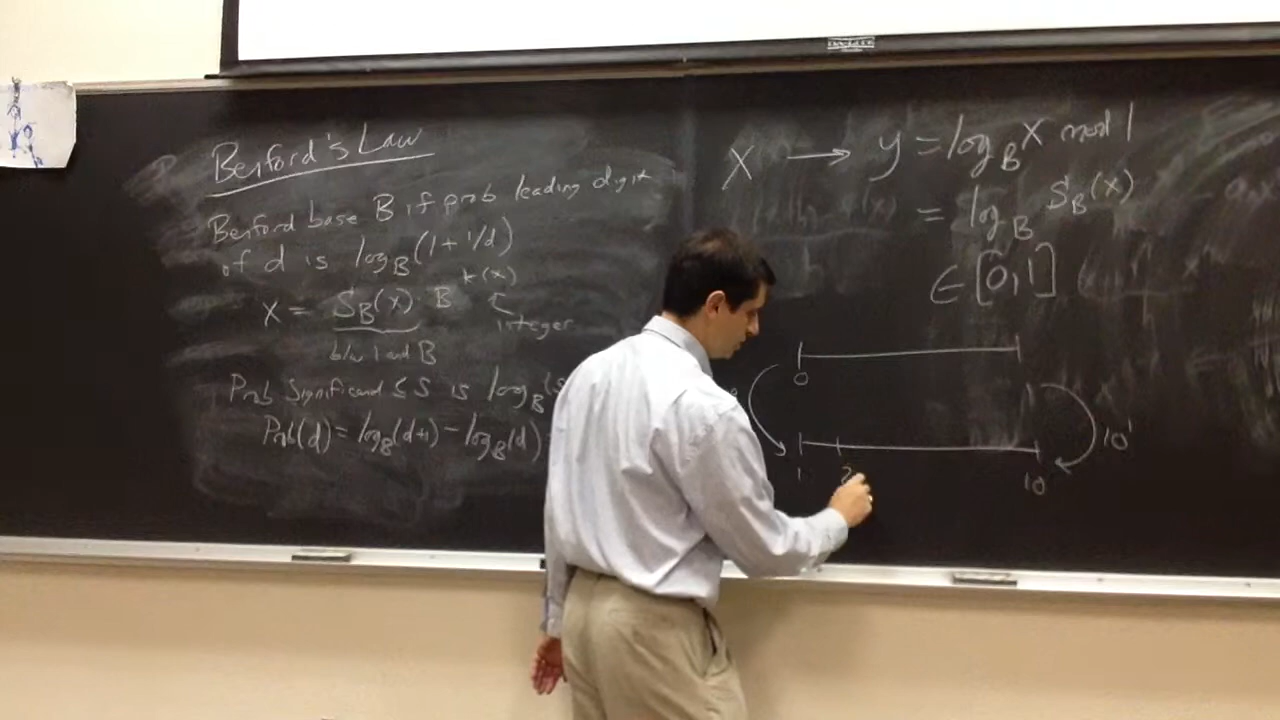 Benford's Law
Benford base B if prob leading digit
of d is log_B(1+1/d)
X = S_B(x) · B^k(x)
integer
b/w 1 and B
Prob Significand ≤ S is log_B(s
Prob(d) = log_B(d+1) - log_B(d)
X → y = log_B X mod 1
= log_B S_B(x)
∈ [0,1]
0
10^1
1 2 10